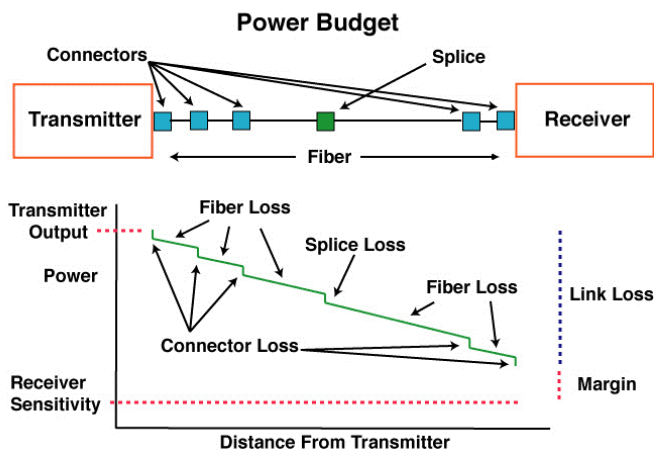 Power Budget
Connectors
Splice
Transmitter
Receiver
Fiber
Transmitter
Output
Fiber Loss
Splice Loss
Power
Fiber Loss
Link Loss
Connector Loss
Receiver
Sensitivity
Margin
Distance From Transmitter